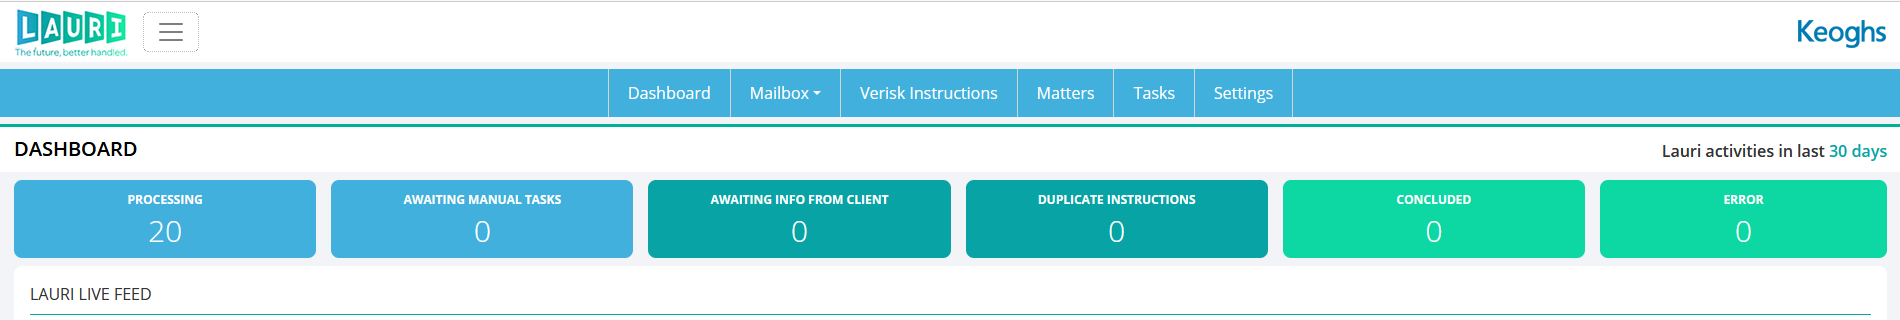 LAURI
The future, better handled.
Keoghs
Dashboard Mailbox Verisk Instructions Matters Tasks Settings
DASHBOARD
Lauri activities in last 30 days
PROCESSING
20
AWAITING MANUAL TASKS
0
AWAITING INFO FROM CLIENT
0
DUPLICATE INSTRUCTIONS
0
CONCLUDED
0
ERROR
0
LAURI LIVE FEED